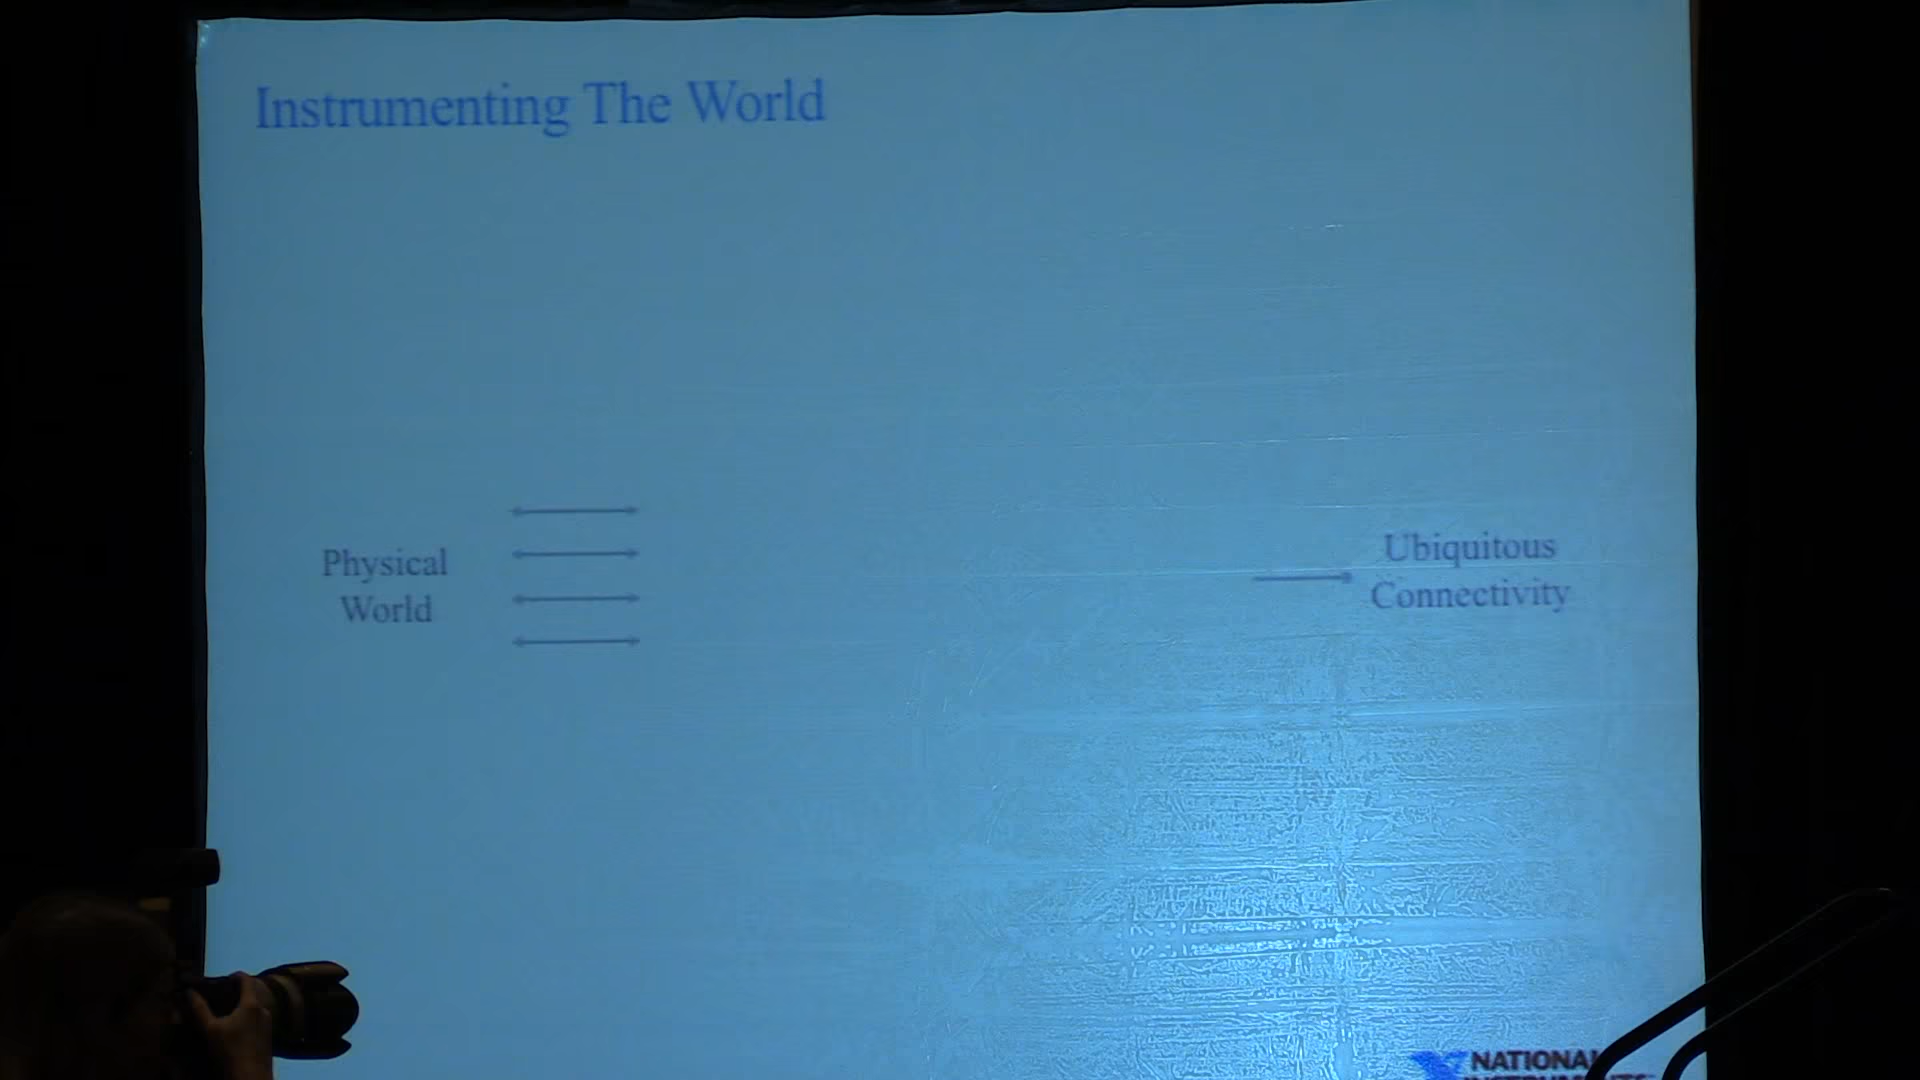 Instrumenting The World
Physical
World
Ubiquitous
Connectivity
NATIONAL